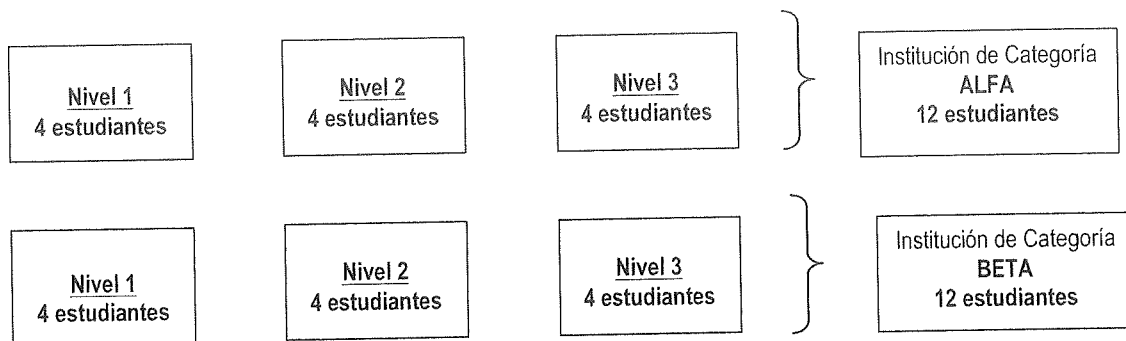 Nivel 1
4 estudiantes
Nivel 2
4 estudiantes
Nivel 3
4 estudiantes
Institución de Categoría
ALFA
12 estudiantes
Nivel 1
4 estudiantes
Nivel 2
4 estudiantes
Nivel 3
4 estudiantes
Institución de Categoría
BETA
12 estudiantes